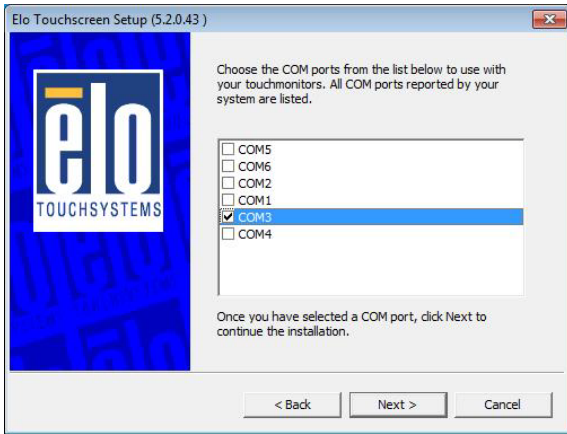 Elo Touchscreen Setup (5.2.0.43 )
Choose the COM ports from the list below to use with
your touchmonitors. All COM ports reported by your
system are listed.
elo
TOUCHSYSTEMS
COM5
COM6
COM2
COM1
COM3
COM4
Once you have selected a COM port, click Next to
continue the installation.
< Back
Next >
Cancel